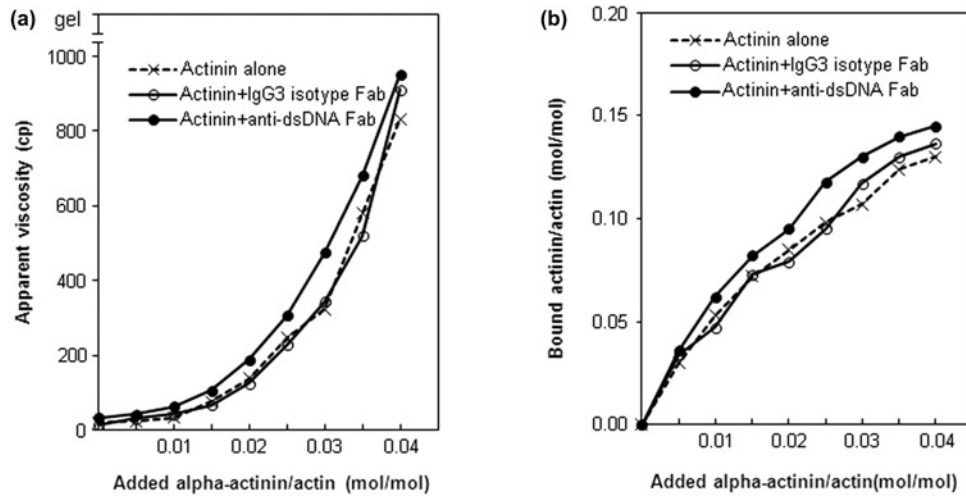 (a)
gel
1000
800
600
400
200
0
Apparent viscosity (cp)
Actinin alone
Actinin+IgG3 isotype Fab
Actinin+anti-dsDNA Fab
0.01 0.02 0.03 0.04
Added alpha-actinin/actin (mol/mol)
(b)
0.20
0.15
0.10
0.05
0.00
Bound actinin/actin (mol/mol)
Actinin alone
Actinin+IgG3 isotype Fab
Actinin+anti-dsDNA Fab
0.01 0.02 0.03 0.04
Added alpha-actinin/actin(mol/mol)